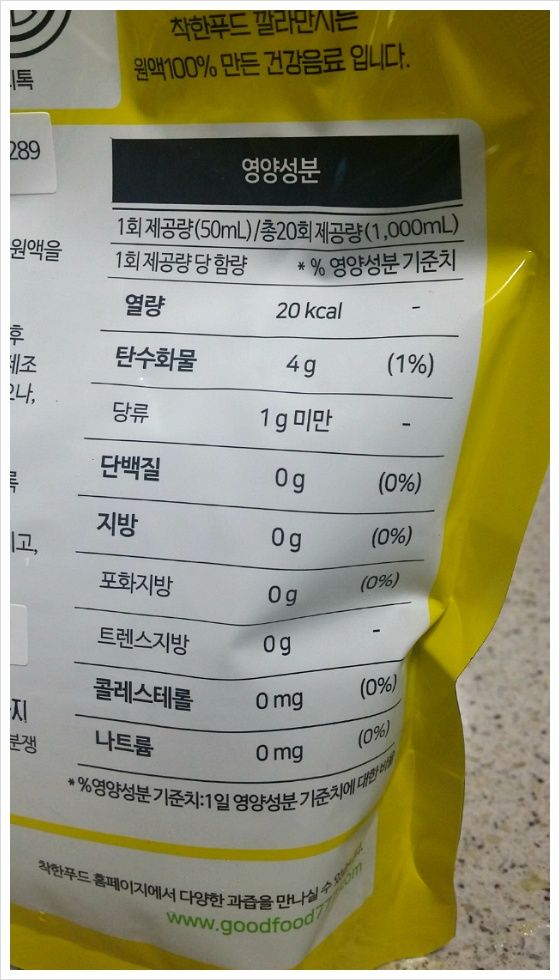 착한푸드 깔라만시는
원액100% 만든 건강음료 입니다.
톡
289
원액을
후
제조
나,
고,
지
분쟁
영양성분
1회 제공량(50mL)/총20회 제공량(1,000mL)
1회 제공량 당 함량 * % 영양성분 기준치
열량 20 kcal -
탄수화물 4 g (1%)
당류 1 g 미만 -
단백질 0 g (0%)
지방 0 g (0%)
포화지방 0 g (0%)
트렌스지방 0 g -
콜레스테롤 0 mg (0%)
나트륨 0 mg (0%)
* %영양성분 기준치:1일 영양성분 기준치에 대한 비율
착한푸드 홈페이지에서 다양한 과즙을 만나실 수
www.goodfood77